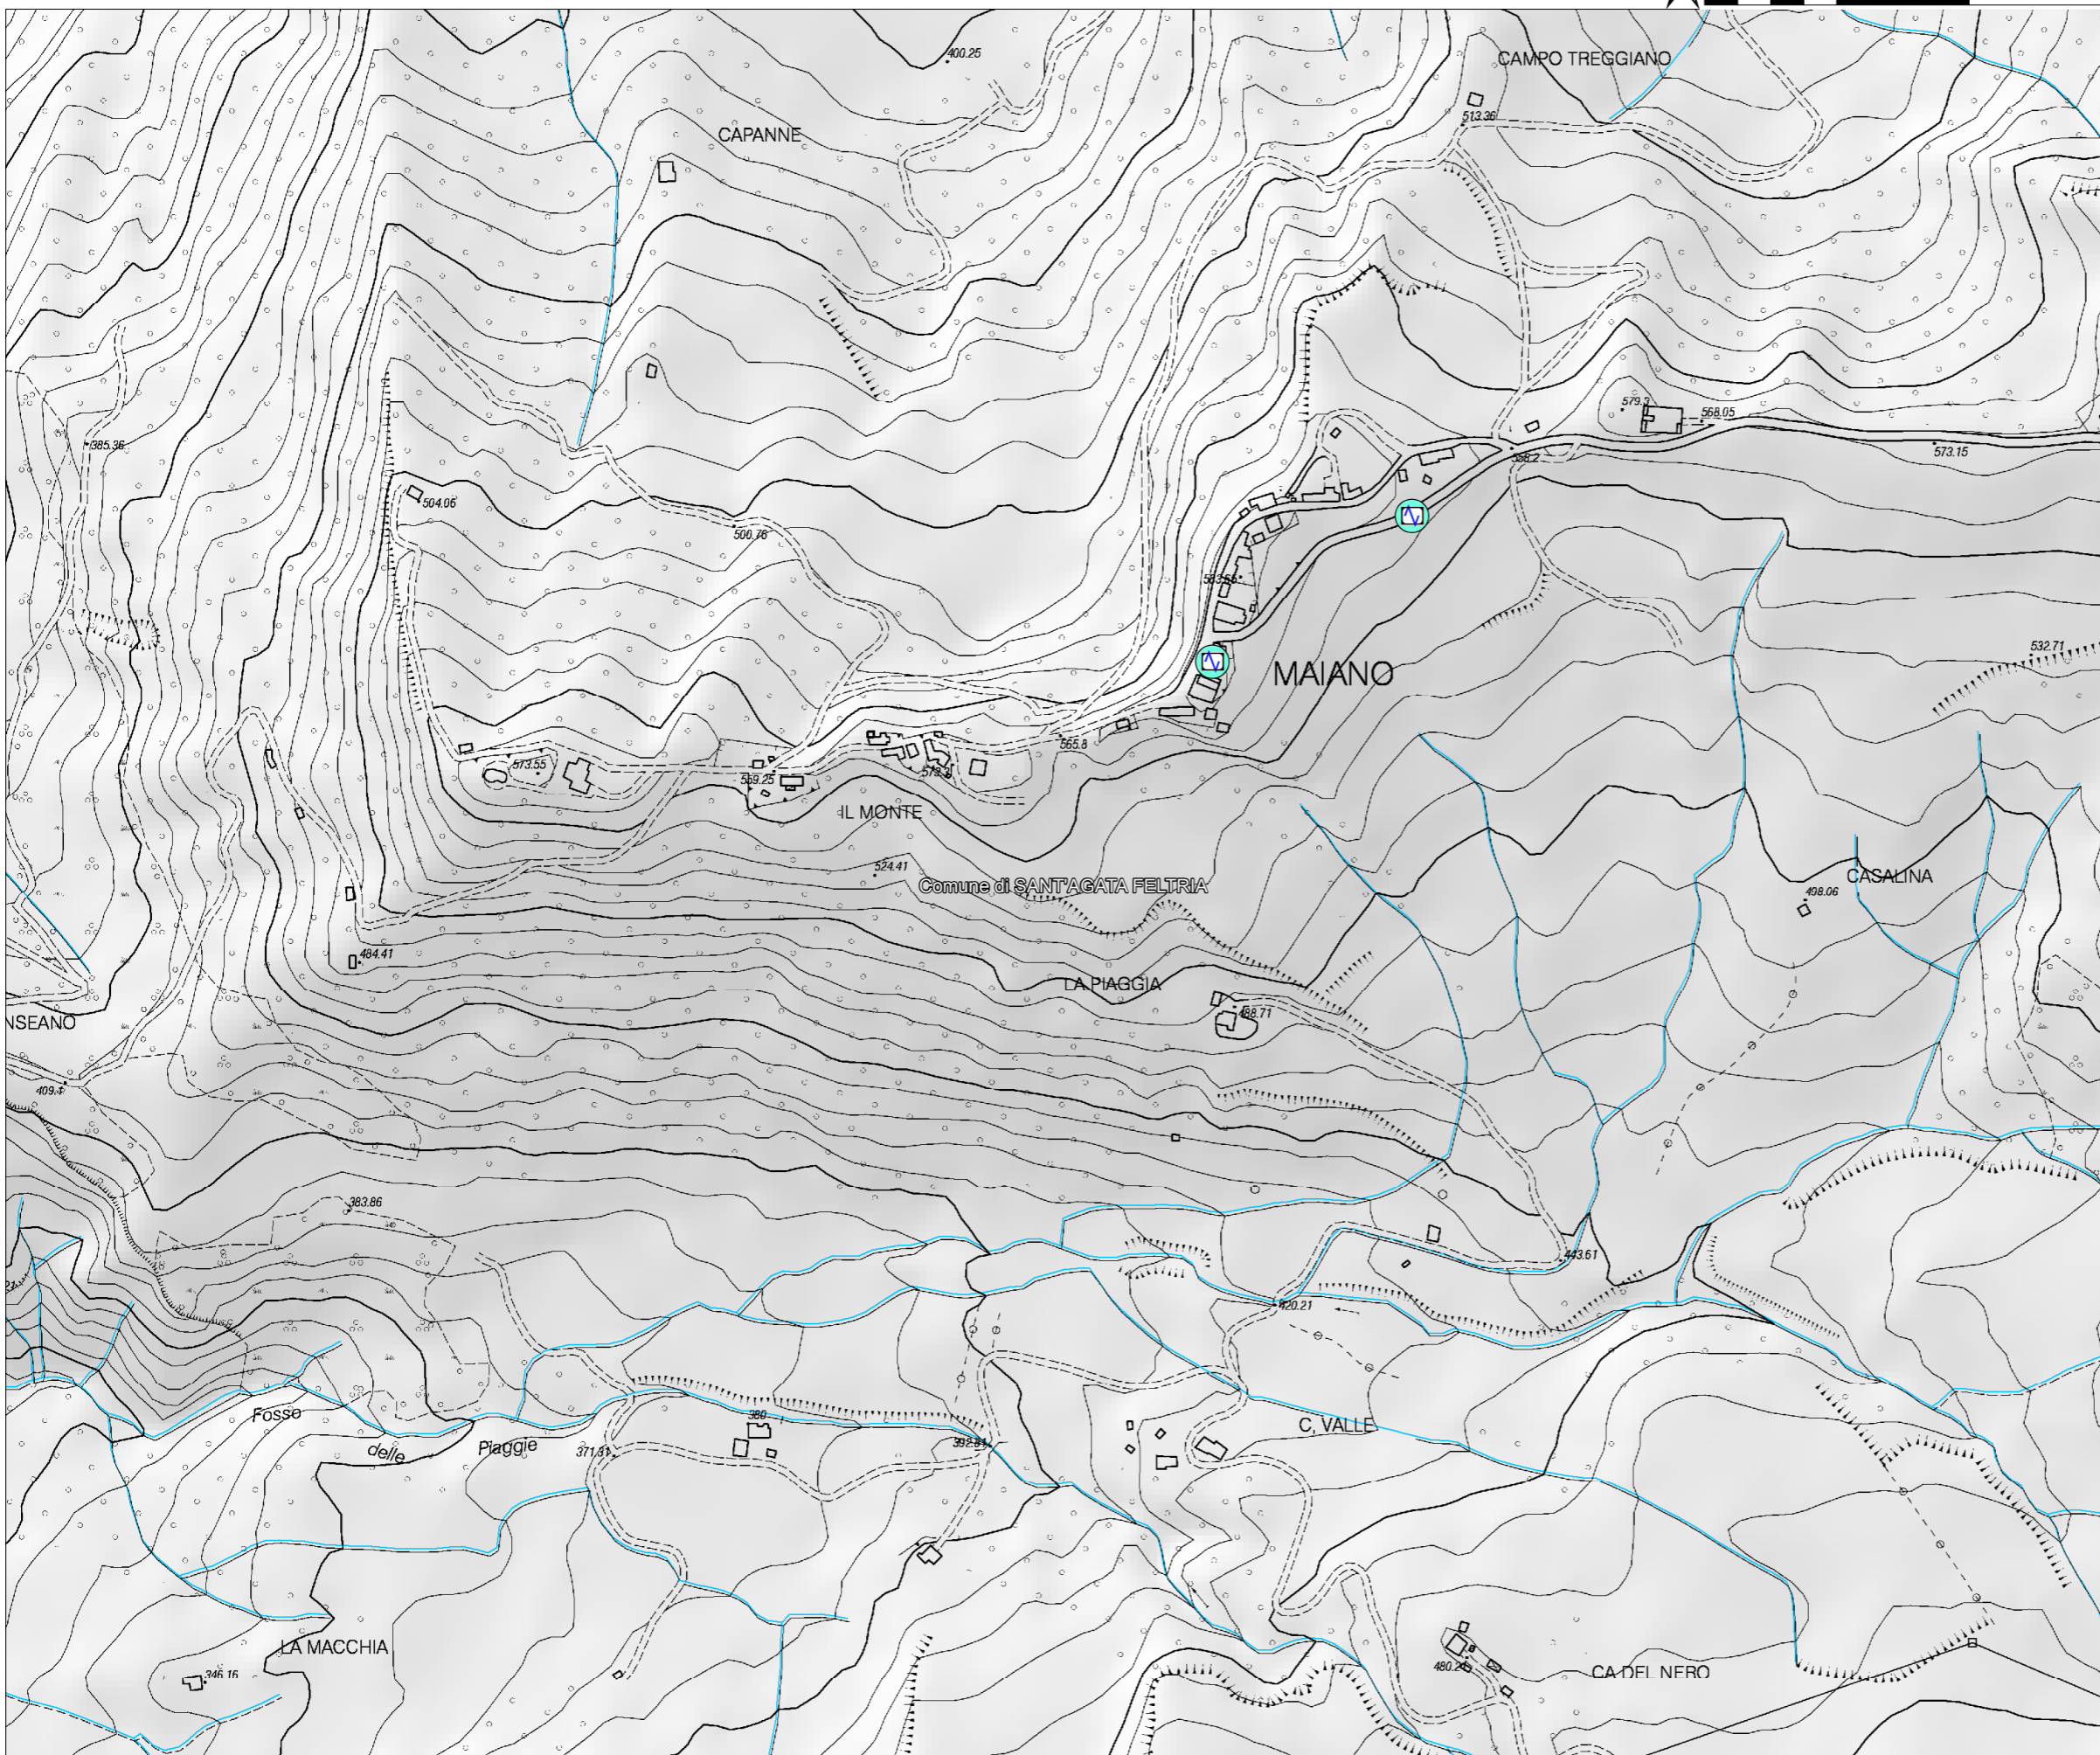 400.25
CAMPO TREGGIANO
513.36
CAPANNE
579.3
568.05
573.15
385.36
558.2
504.06
500.76
532.71
MAIANO
565.8
573.55
559.25
IL MONTE
524.41
Comune di SANT'AGATA FELTRIA
CASALINA
498.06
484.41
LA PIAGGIA
488.71
NSEANO
409.1
383.86
443.61
420.21
Fosso
delle
Piaggie
380
371.31
392.81
C, VALLE
LA MACCHIA
346.16
480.24
CA DEL NERO